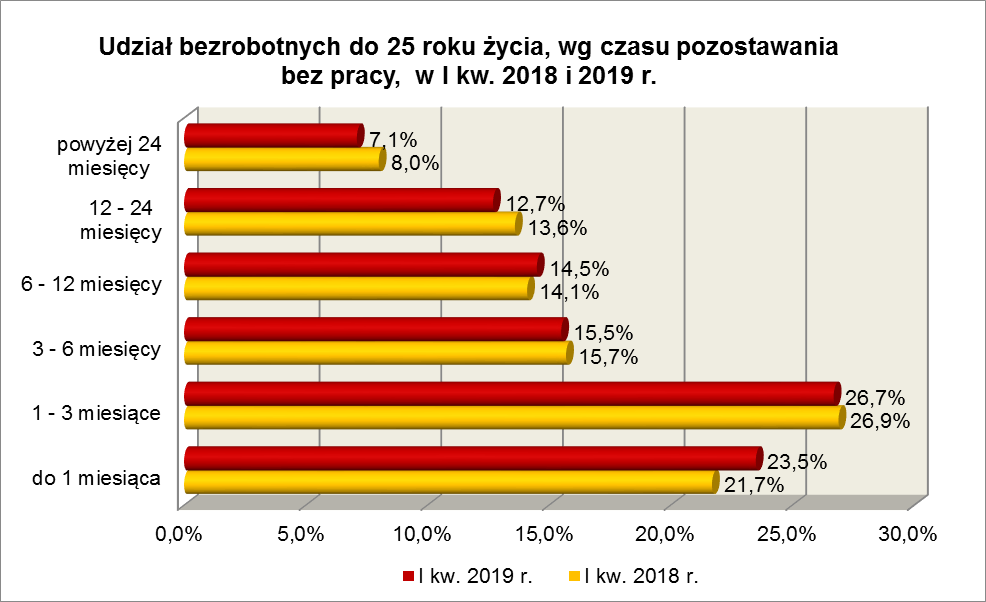 Udział bezrobotnych do 25 roku życia, wg czasu pozostawania
bez pracy, w I kw. 2018 i 2019 r.
powyżej 24
miesięcy
7,1%
8,0%
12 - 24
miesięcy
12,7%
13,6%
6 - 12 miesięcy
14,5%
14,1%
3 - 6 miesięcy
15,5%
15,7%
1 - 3 miesiące
26,7%
26,9%
do 1 miesiąca
23,5%
21,7%
0,0% 5,0% 10,0% 15,0% 20,0% 25,0% 30,0%
I kw. 2019 r. I kw. 2018 r.